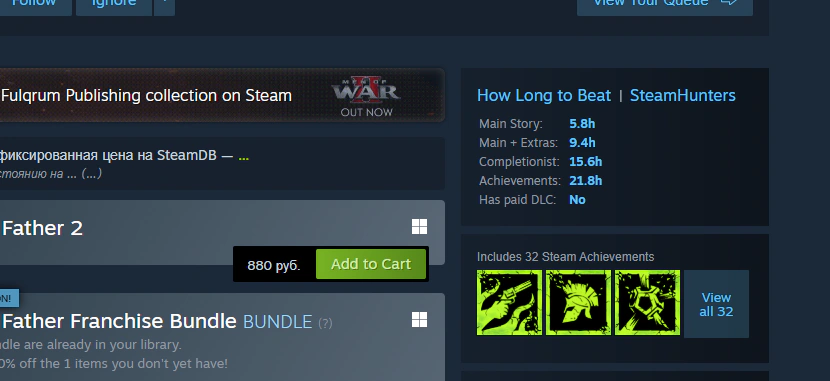 Follow
Ignore
View Your Queue
Fulqrum Publishing collection on Steam
MEN OF
WAR
II
OUT NOW
фиксированная цена на SteamDB — ...
стоянию на ... (...)
Father 2
880 руб.
Add to Cart
ON!
Father Franchise Bundle BUNDLE (?)
ndle are already in your library.
0% off the 1 items you don't yet have!
How Long to Beat | SteamHunters
Main Story: 5.8h
Main + Extras: 9.4h
Completionist: 15.6h
Achievements: 21.8h
Has paid DLC: No
Includes 32 Steam Achievements
View
all 32